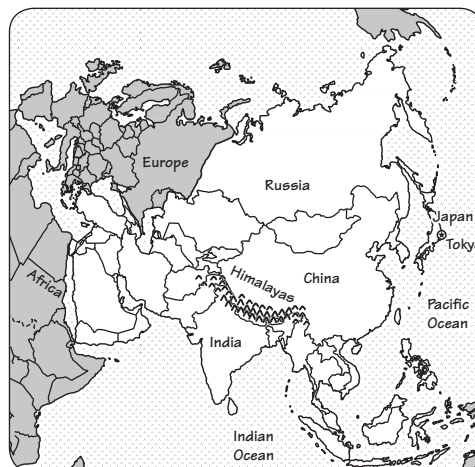 Europe
Russia
Japan
Tokyo
Himalayas
China
Africa
Pacific
Ocean
India
Indian
Ocean